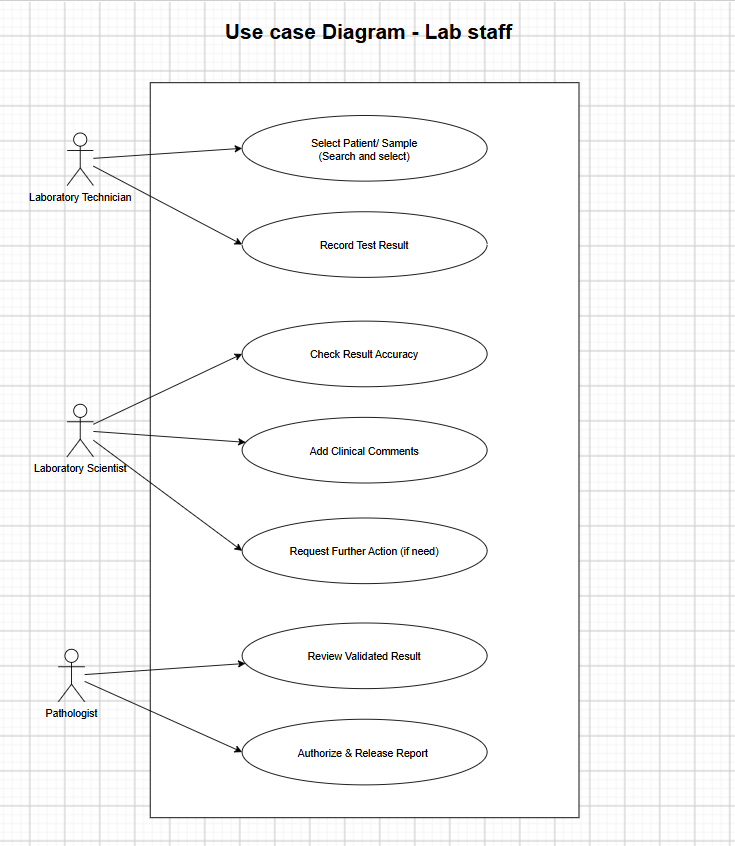 Use case Diagram - Lab staff
Select Patient/ Sample
(Search and select)
Laboratory Technician
Record Test Result
Check Result Accuracy
Laboratory Scientist
Add Clinical Comments
Request Further Action (if need)
Review Validated Result
Pathologist
Authorize & Release Report